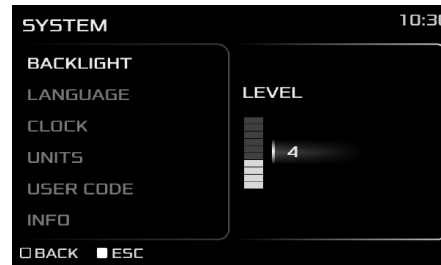 SYSTEM 10:30
BACKLIGHT
LANGUAGE
LEVEL
CLOCK
4
UNITS
USER CODE
INFO
BACK ESC